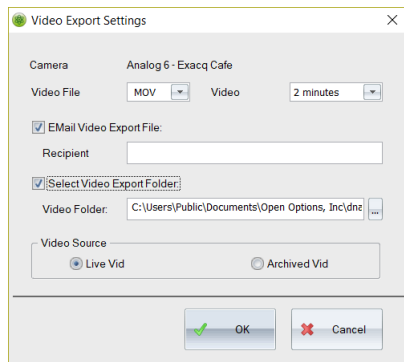 Video Export Settings
Camera Analog 6 - Exacq Cafe
Video File MOV Video 2 minutes
EMail Video Export File:
Recipient
Select Video Export Folder:
Video Folder: C:\Users\Public\Documents\Open Options, Inc\dna ...
Video Source
Live Vid Archived Vid
OK Cancel